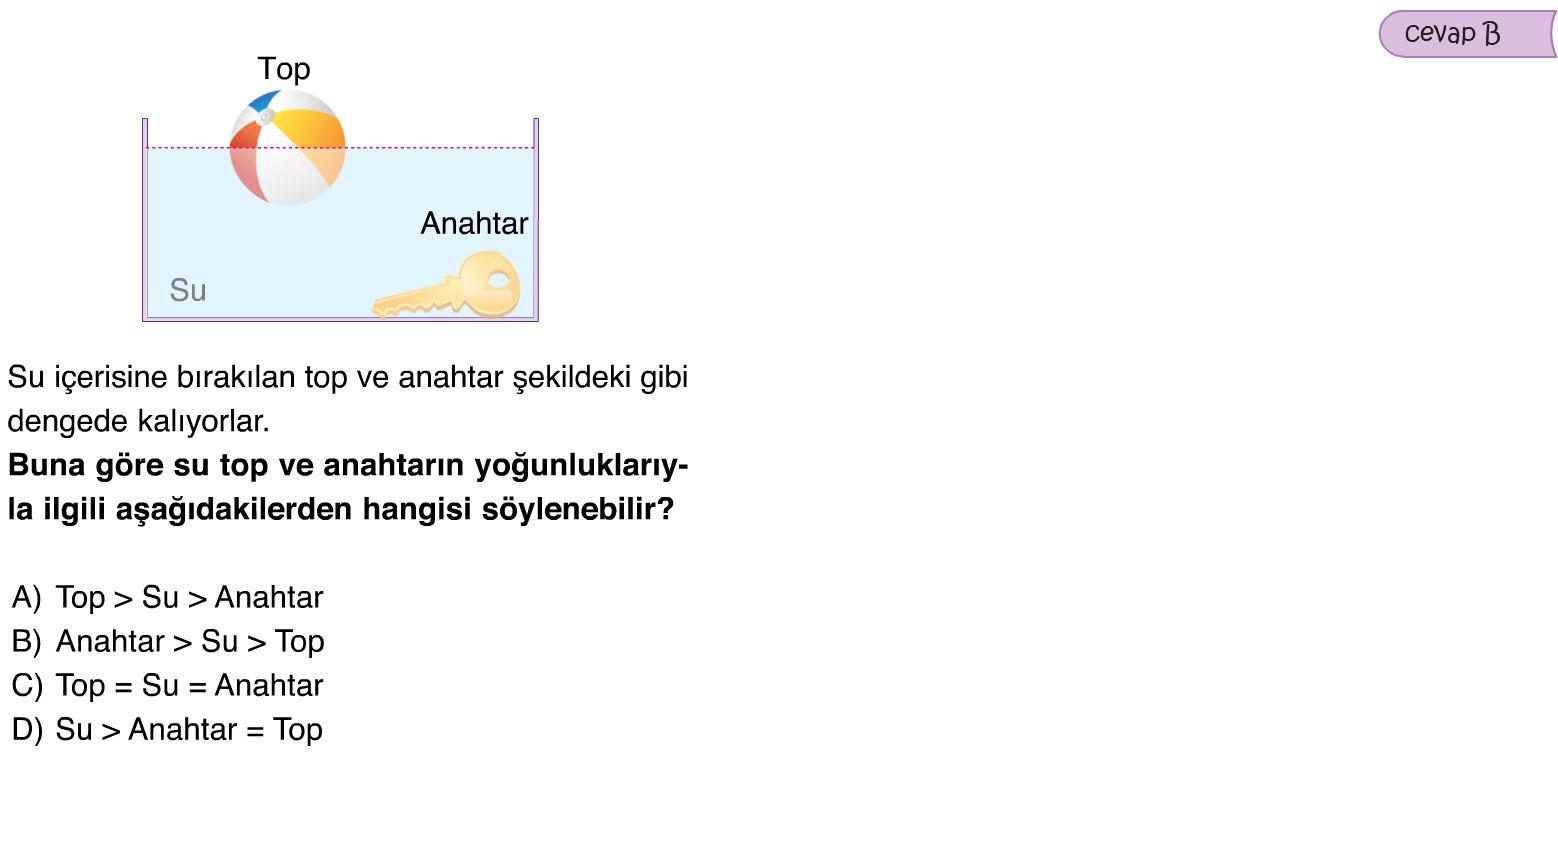 cevap B
Top
Anahtar
Su
Su içerisine bırakılan top ve anahtar şekildeki gibi
dengede kalıyorlar.
Buna göre su top ve anahtarın yoğunluklarıy-
la ilgili aşağıdakilerden hangisi söylenebilir?
A) Top > Su > Anahtar
B) Anahtar > Su > Top
C) Top = Su = Anahtar
D) Su > Anahtar = Top